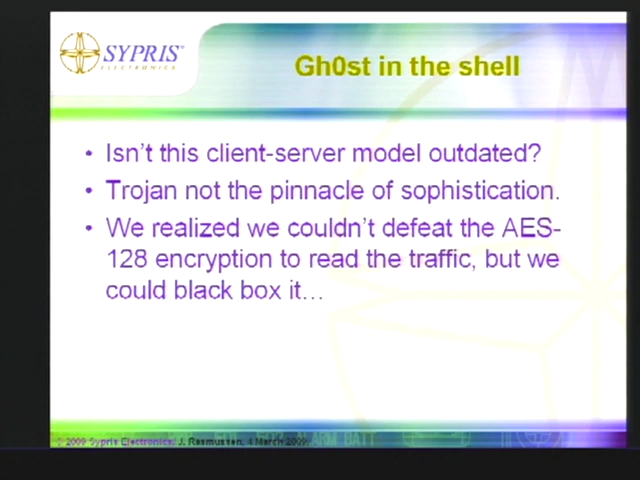 SYPRIS
ELECTRONICS
Gh0st in the shell
• Isn't this client-server model outdated?
• Trojan not the pinnacle of sophistication.
• We realized we couldn't defeat the AES-
128 encryption to read the traffic, but we
could black box it…
© 2009 Sypris Electronics, J. Rasmussen, 4 March 2009
ALARM BATT